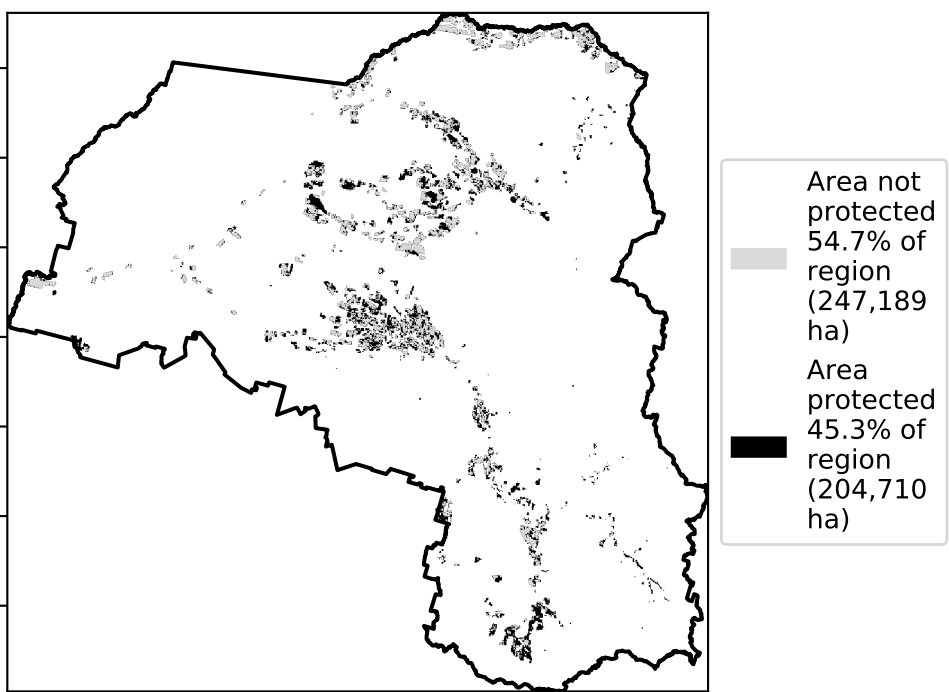 Area not
protected
54.7% of
region
(247,189
ha)
Area
protected
45.3% of
region
(204,710
ha)